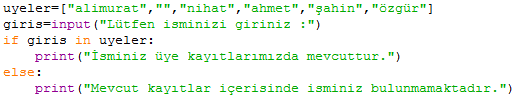 uyeler=["alimurat","","nihat","ahmet","şahin","özgür"]
giris=input("Lütfen isminizi giriniz :")
if giris in uyeler:
    print("İsminiz üye kayıtlarımızda mevcuttur.")
else:
    print("Mevcut kayıtlar içerisinde isminiz bulunmamaktadır.")